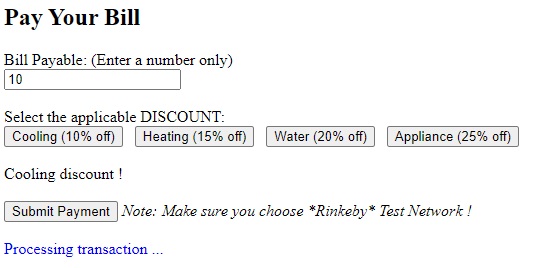 Pay Your Bill
Bill Payable: (Enter a number only)
10
Select the applicable DISCOUNT:
Cooling (10% off) Heating (15% off) Water (20% off) Appliance (25% off)
Cooling discount !
Submit Payment Note: Make sure you choose *Rinkeby* Test Network !
Processing transaction ...